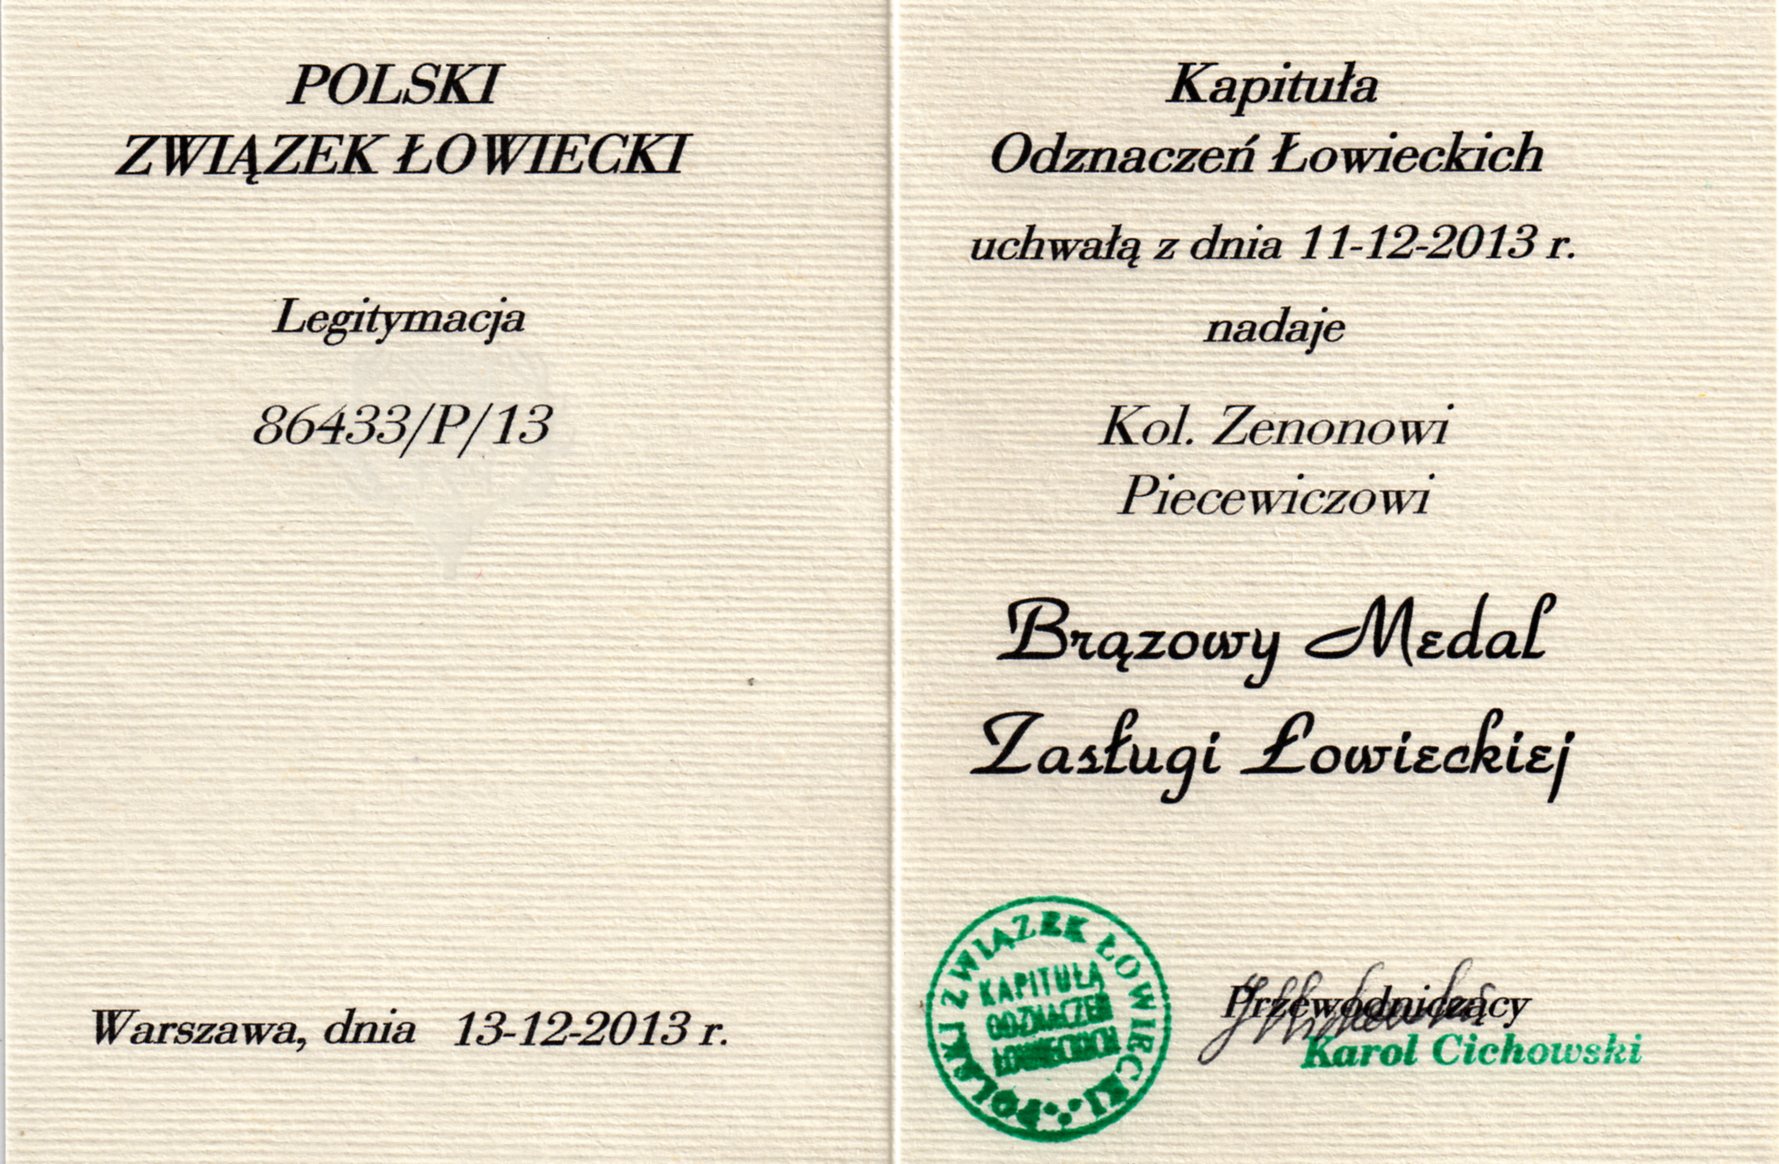 POLSKI
ZWIĄZEK ŁOWIECKI
Legitymacja
86433/P/13
Warszawa, dnia 13-12-2013 r.
Kapituła
Odznaczeń Łowieckich
uchwałą z dnia 11-12-2013 r.
nadaje
Kol. Zenonowi
Piecewiczowi
Brązowy Medal
Zasługi Łowieckiej
POLSKI ZWIĄZEK ŁOWIECKI
KAPITUŁA
ODZNACZEŃ
ŁOWIECKICH
Przewodniczący
Karol Cichowski